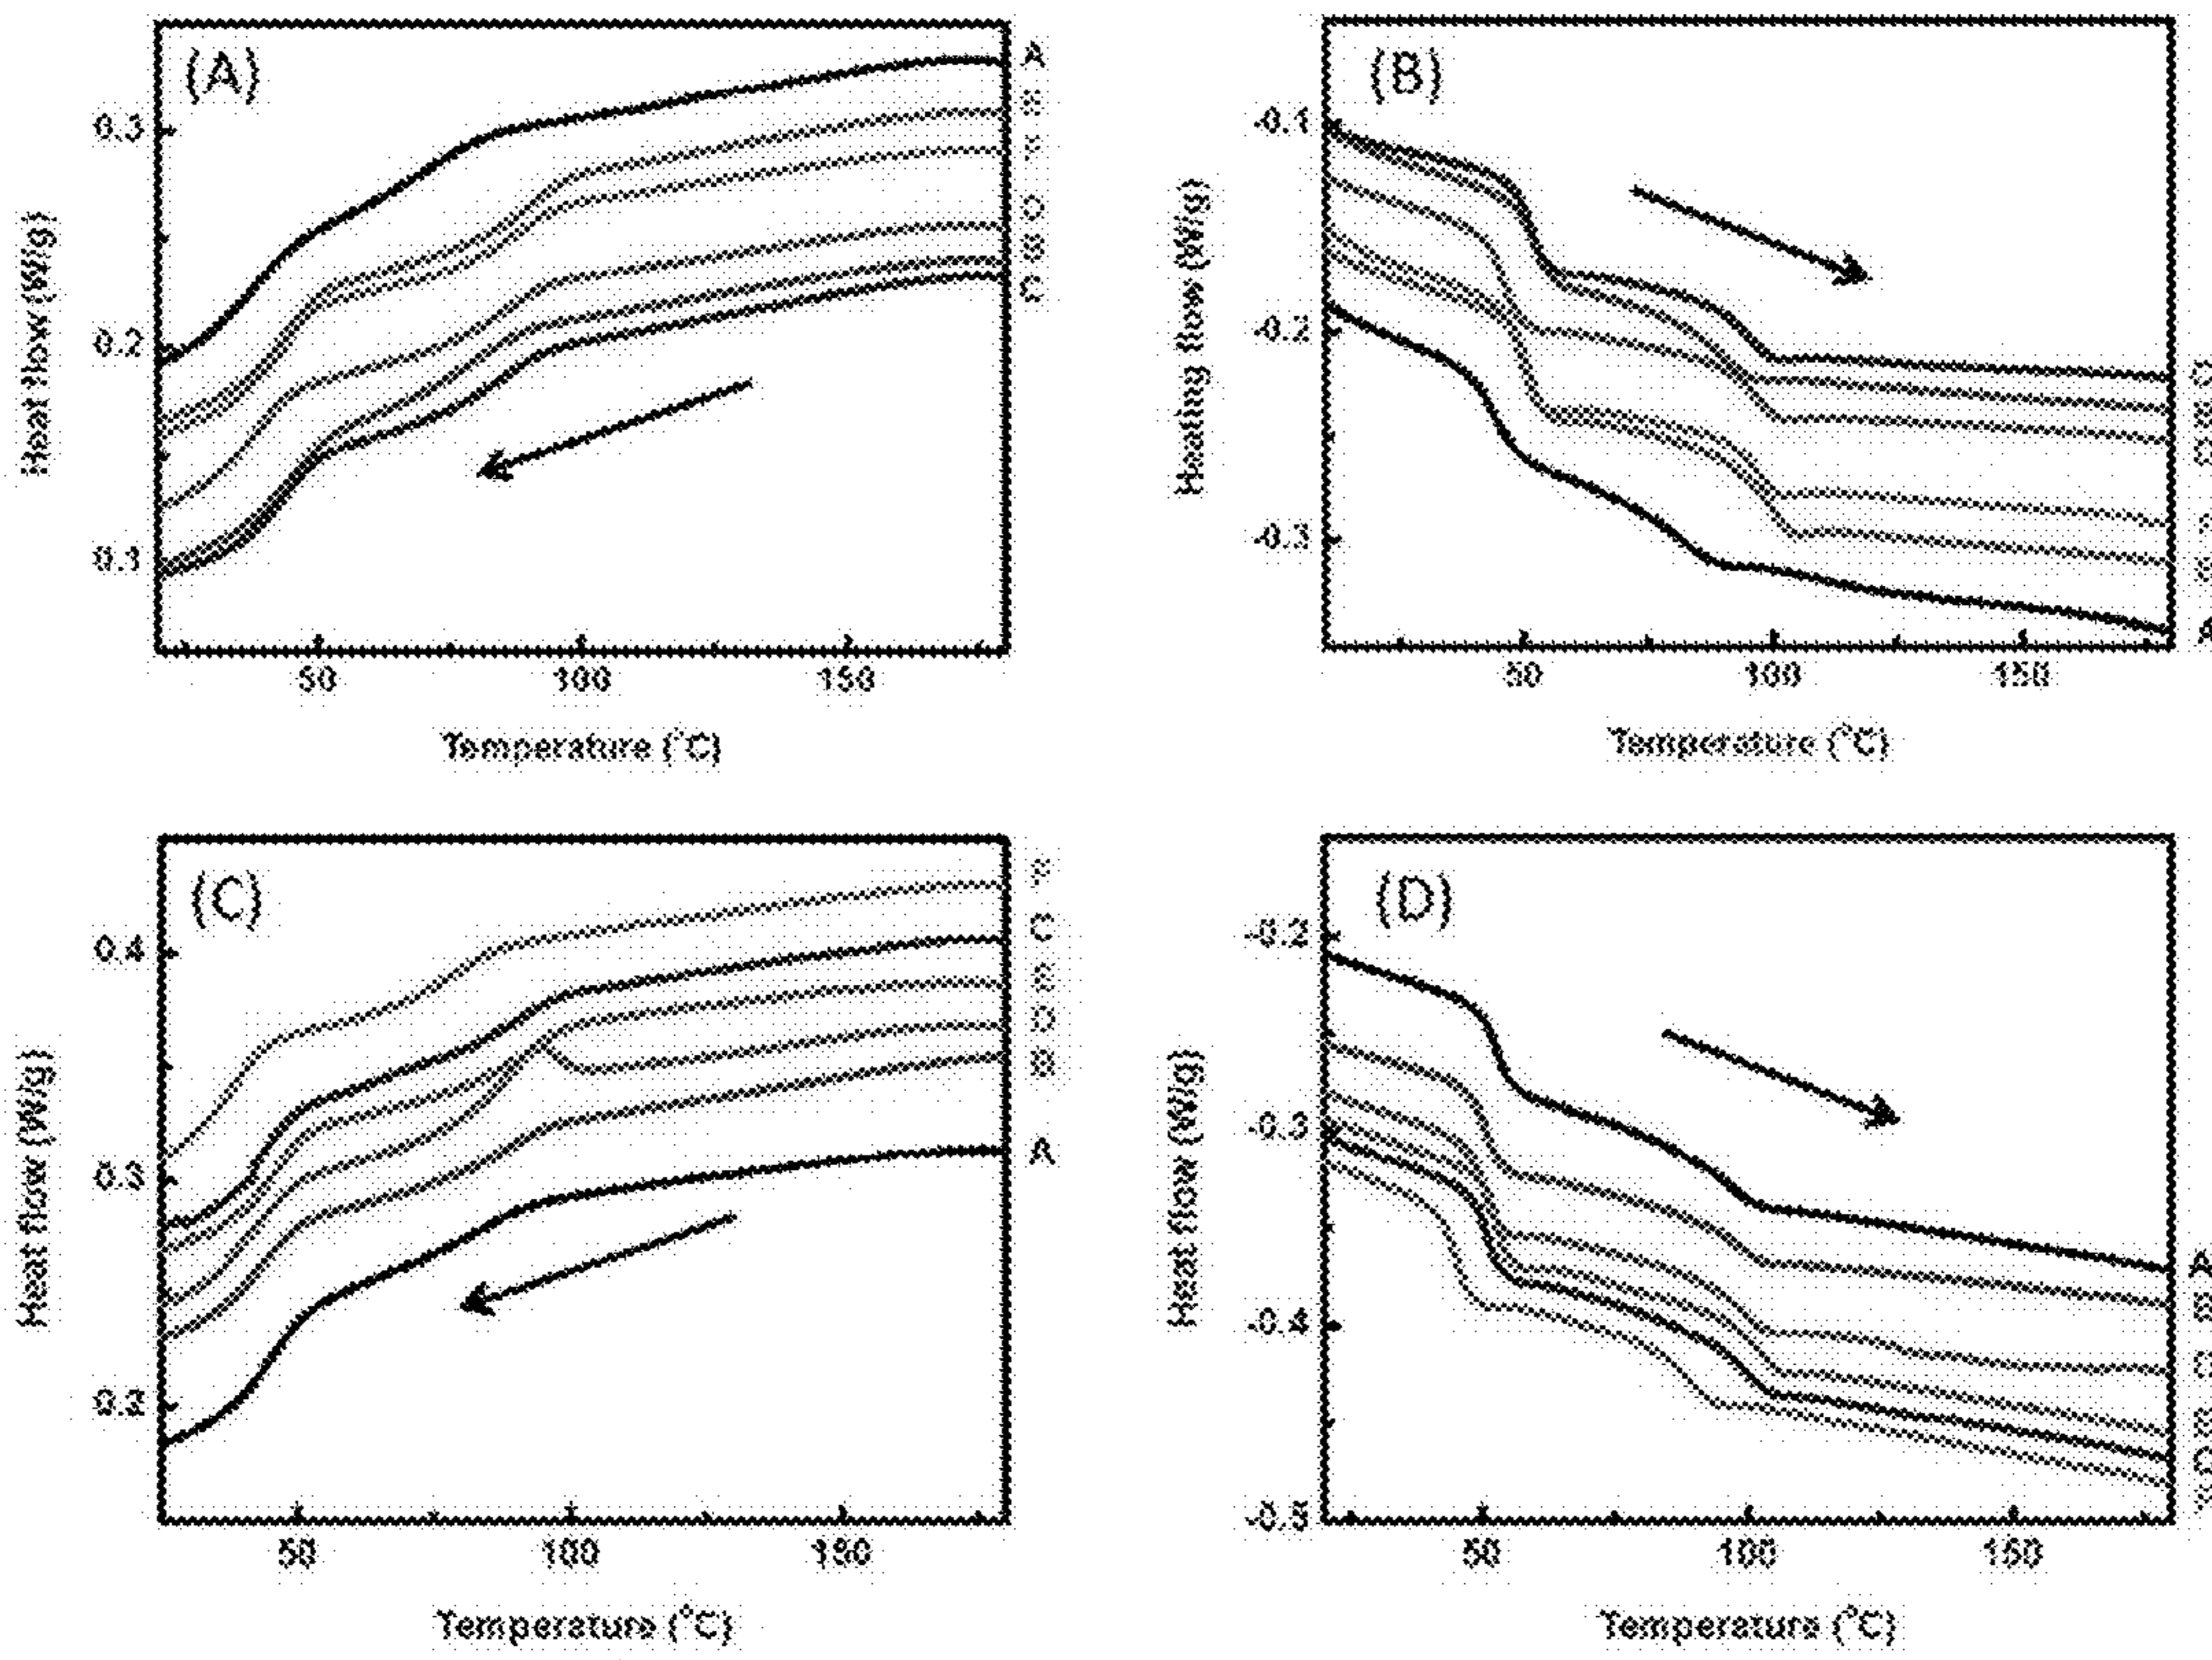 (A)
A
F
0.3
0.2
0.1
Heat flow (W/g)
50
100
150
Temperature (°C)
(B)
-0.1
-0.2
-0.3
Heating flow (W/g)
A
50
100
150
Temperature (°C)
(C)
F
C
E
D
B
A
0.4
0.3
0.2
Heat flow (W/g)
50
100
150
Temperature (°C)
(D)
-0.2
-0.3
-0.4
-0.5
Heat flow (W/g)
A
50
100
150
Temperature (°C)